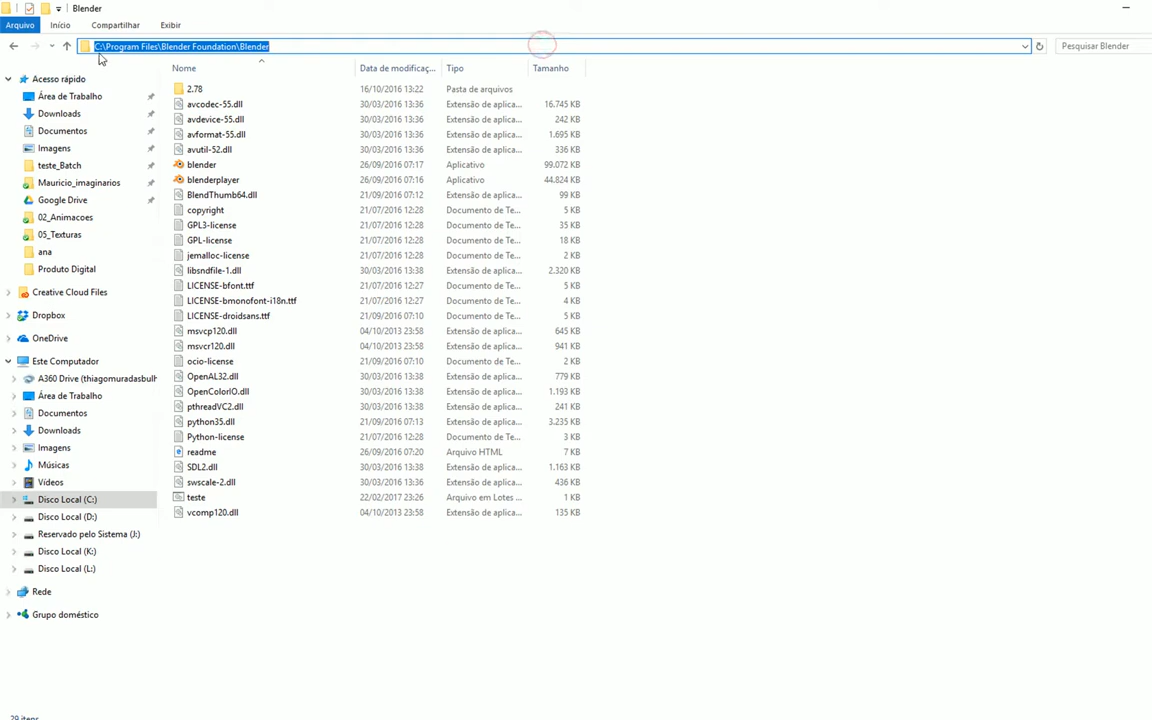 Blender
Arquivo Início Compartilhar Exibir
C:\Program Files\Blender Foundation\Blender Pesquisar Blender
Nome Data de modificaç... Tipo Tamanho
Acesso rápido
Área de Trabalho
Downloads
Documentos
Imagens
teste_Batch
Mauricio_imaginarios
Google Drive
02_Animacoes
05_Texturas
ana
Produto Digital
Creative Cloud Files
Dropbox
OneDrive
Este Computador
A360 Drive (thiagomuradasbulh
Área de Trabalho
Documentos
Downloads
Imagens
Músicas
Vídeos
Disco Local (C:)
Disco Local (D:)
Reservado pelo Sistema (J:)
Disco Local (K:)
Disco Local (L:)
Rede
Grupo doméstico
2.78 16/10/2016 13:22 Pasta de arquivos
avcodec-55.dll 30/03/2016 13:36 Extensão de aplica... 16.745 KB
avdevice-55.dll 30/03/2016 13:36 Extensão de aplica... 242 KB
avformat-55.dll 30/03/2016 13:36 Extensão de aplica... 1.695 KB
avutil-52.dll 30/03/2016 13:36 Extensão de aplica... 336 KB
blender 26/09/2016 07:17 Aplicativo 99.072 KB
blenderplayer 26/09/2016 07:16 Aplicativo 44.824 KB
BlendThumb64.dll 21/09/2016 07:12 Extensão de aplica... 99 KB
copyright 21/07/2016 12:28 Documento de Te... 5 KB
GPL3-license 21/07/2016 12:28 Documento de Te... 35 KB
GPL-license 21/07/2016 12:28 Documento de Te... 18 KB
jemalloc-license 21/07/2016 12:28 Documento de Te... 2 KB
libsndfile-1.dll 30/03/2016 13:38 Extensão de aplica... 2.320 KB
LICENSE-bfont.ttf 21/07/2016 12:27 Documento de Te... 5 KB
LICENSE-bmonofont-i18n.ttf 21/07/2016 12:27 Documento de Te... 4 KB
LICENSE-droidsans.ttf 21/09/2016 07:10 Documento de Te... 5 KB
msvcp120.dll 04/10/2013 23:58 Extensão de aplica... 645 KB
msvcr120.dll 04/10/2013 23:58 Extensão de aplica... 941 KB
ocio-license 21/09/2016 07:10 Documento de Te... 2 KB
OpenAL32.dll 30/03/2016 13:38 Extensão de aplica... 779 KB
OpenColorIO.dll 30/03/2016 13:38 Extensão de aplica... 1.193 KB
pthreadVC2.dll 30/03/2016 13:38 Extensão de aplica... 241 KB
python35.dll 21/09/2016 07:13 Extensão de aplica... 3.235 KB
Python-license 21/07/2016 12:28 Documento de Te... 3 KB
readme 26/09/2016 07:20 Arquivo HTML 7 KB
SDL2.dll 30/03/2016 13:38 Extensão de aplica... 1.163 KB
swscale-2.dll 30/03/2016 13:38 Extensão de aplica... 436 KB
teste 22/02/2017 23:26 Arquivo em Lotes ... 1 KB
vcomp120.dll 04/10/2013 23:58 Extensão de aplica... 135 KB
29 itens